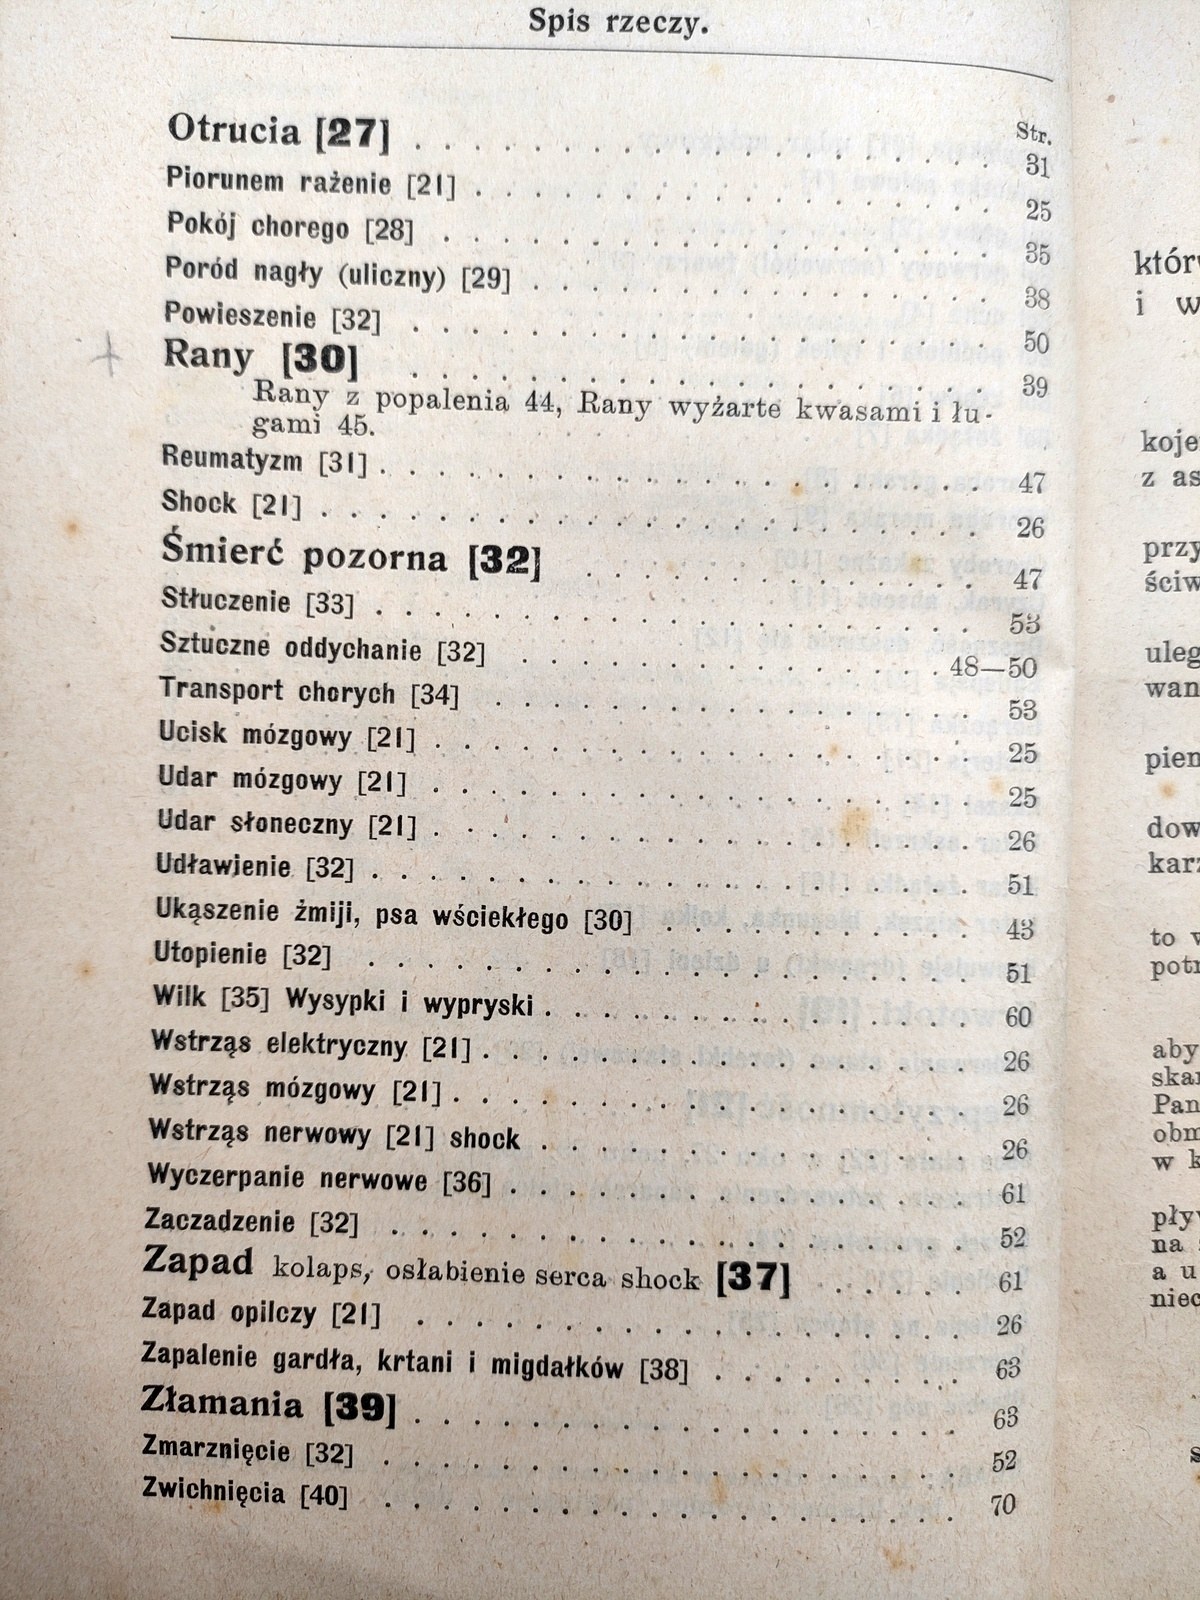 Spis rzeczy.
Str.
Otrucia [27] . . . . . . . . . . . . . . . . . . . 31
Piorunem rażenie [21] . . . . . . . . . . . . . . . . . . 25
Pokój chorego [28] . . . . . . . . . . . . . . . . . . . 35
Poród nagły (uliczny) [29] . . . . . . . . . . . . . . . . 38
Powieszenie [32] . . . . . . . . . . . . . . . . . . . . 50
Rany [30] . . . . . . . . . . . . . . . . . . . . 39
Rany z popalenia 44, Rany wyżarte kwasami i łu-
gami 45.
Reumatyzm [31] . . . . . . . . . . . . . . . . . . . . . 47
Shock [21] . . . . . . . . . . . . . . . . . . . . . . . 26
Śmierć pozorna [32] . . . . . . . . . . . . . . 47
Stłuczenie [33] . . . . . . . . . . . . . . . . . . . . . 53
Sztuczne oddychanie [32] . . . . . . . . . . . . . . . 48—50
Transport chorych [34] . . . . . . . . . . . . . . . . . 53
Ucisk mózgowy [21] . . . . . . . . . . . . . . . . . . . 25
Udar mózgowy [21] . . . . . . . . . . . . . . . . . . . 25
Udar słoneczny [21] . . . . . . . . . . . . . . . . . . . 26
Udławienie [32] . . . . . . . . . . . . . . . . . . . . . 51
Ukąszenie żmiji, psa wściekłego [30] . . . . . . . . . . . 43
Utopienie [32] . . . . . . . . . . . . . . . . . . . . . 51
Wilk [35] Wysypki i wypryski . . . . . . . . . . . . . . . 60
Wstrząs elektryczny [21] . . . . . . . . . . . . . . . . . 26
Wstrząs mózgowy [21] . . . . . . . . . . . . . . . . . . 26
Wstrząs nerwowy [21] shock . . . . . . . . . . . . . . . 26
Wyczerpanie nerwowe [36] . . . . . . . . . . . . . . . . 61
Zaczadzenie [32] . . . . . . . . . . . . . . . . . . . . 52
Zapad kolaps, osłabienie serca shock [37] . . . . . 61
Zapad opilczy [21] . . . . . . . . . . . . . . . . . . . 26
Zapalenie gardła, krtani i migdałków [38] . . . . . . . . . 63
Złamania [39] . . . . . . . . . . . . . . . . . . . 63
Zmarznięcie [32] . . . . . . . . . . . . . . . . . . . . 52
Zwichnięcia [40] . . . . . . . . . . . . . . . . . . . . 70
i w
z as
to w
aby
Pan
w k
na
a u